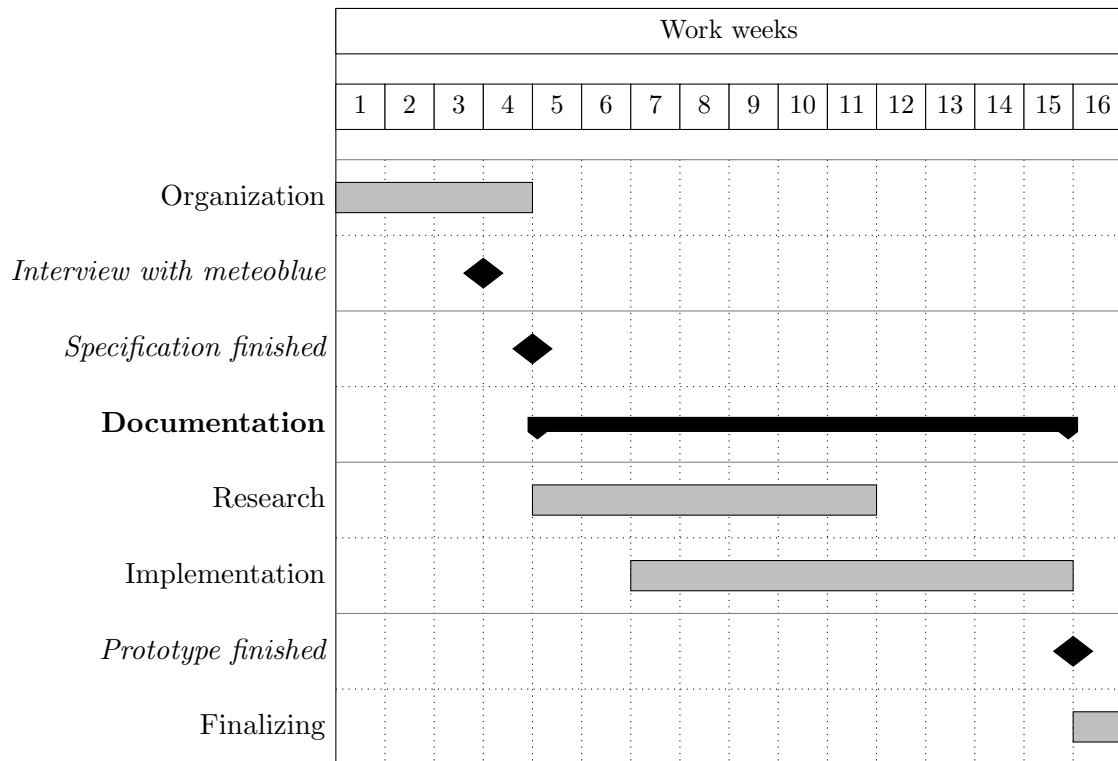 Work weeks
1 2 3 4 5 6 7 8 9 10 11 12 13 14 15 16
Organization
Interview with meteoblue
Specification finished
Documentation
Research
Implementation
Prototype finished
Finalizing